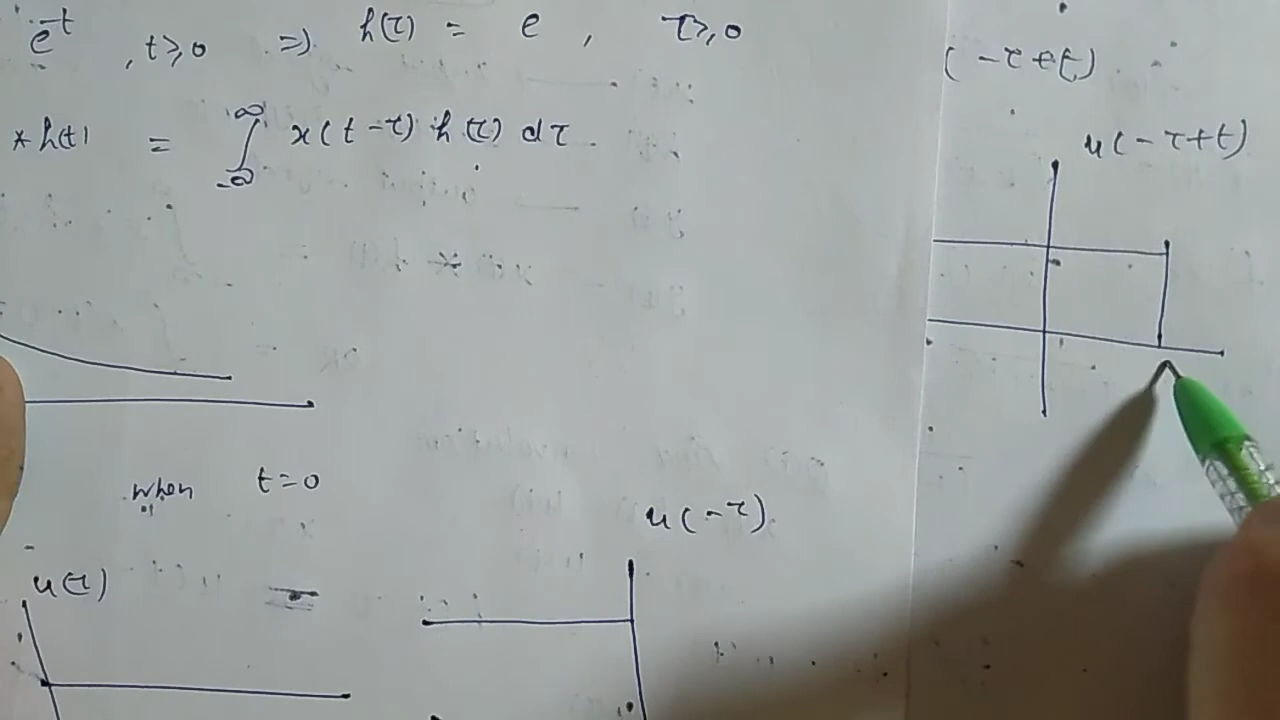 e^-t , t ≥ 0 ⇒) h(τ) = e , τ ≥ 0
(-τ+t)
*h(t) = ∫_{-∞}^{∞} x(t-τ) · h(τ) dτ
u(-τ+t)
when t=0
u(-τ)
u(τ)